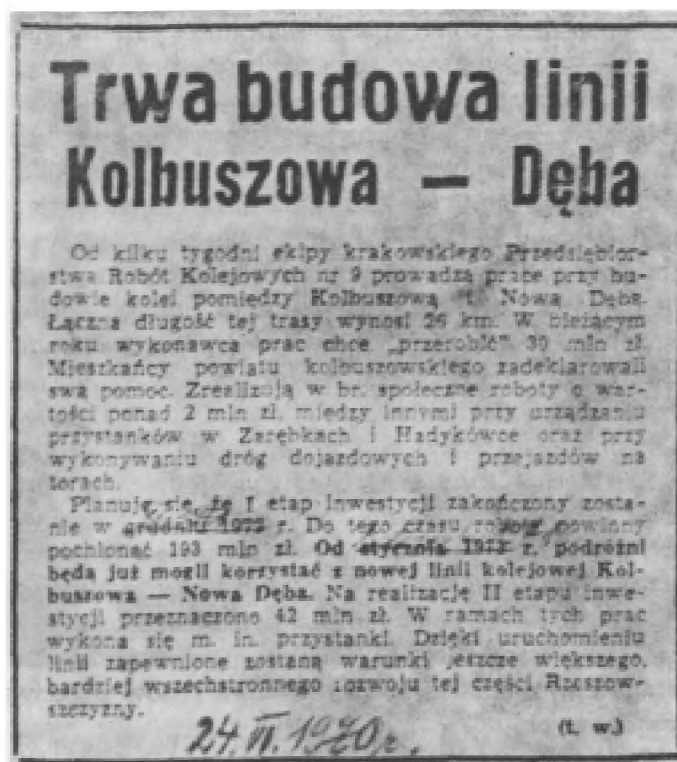 Trwa budowa linii
Kolbuszowa — Dęba
Od kilku tygodni ekipy krakowskiego Przedsiębior-
stwa Robót Kolejowych nr 9 prowadzą prace przy bu-
dowie kolei pomiędzy Kolbuszową i Nową Dębą.
Łączna długość tej trasy wynosi 26 km. W bieżącym
roku wykonawca prac chce „przerobić" 39 mln zł.
Mieszkańcy powiatu kolbuszowskiego zadeklarowali
swą pomoc. Zrealizują w br. społeczne roboty o war-
tości ponad 2 mln zł. między innymi przy urządzaniu
przystanków w Zarębkach i Hadykówce oraz przy
wykonywaniu dróg dojazdowych i przejazdów na
torach.
Planuje się, że I etap inwestycji zakończony zosta-
nie w grudniu r. Do tego czasu roboty powinny
pochłonąć 193 mln zł. Od stycznia r. podróżni
będą już mogli korzystać z nowej linii kolejowej Kol-
buszowa — Nowa Dęba. Na realizację II etapu inwe-
stycji przeznaczono 42 mln zł. W ramach tych prac
wykona się m. in. przystanki. Dzięki uruchomieniu
linii zapewnione zostaną warunki jeszcze większego,
bardziej wszechstronnego rozwoju tej części Rzeszow-
szczyzny.
(t. w.)
24. VI. 1970 r.